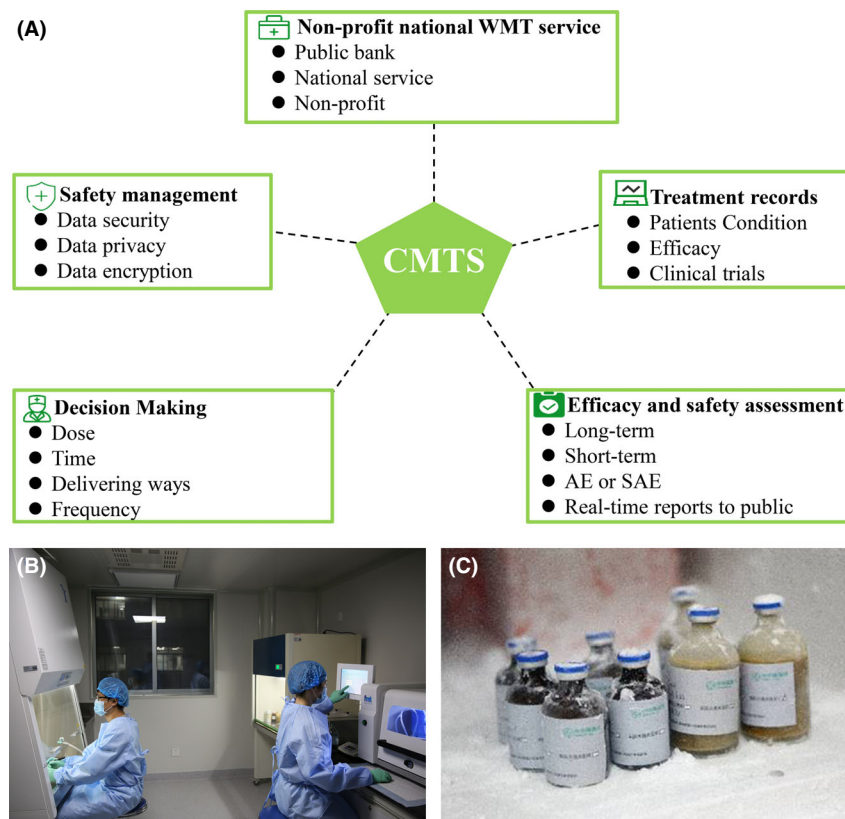 (A)
Non-profit national WMT service
● Public bank
● National service
● Non-profit
Safety management
● Data security
● Data privacy
● Data encryption
Treatment records
● Patients Condition
● Efficacy
● Clinical trials
CMTS
Decision Making
● Dose
● Time
● Delivering ways
● Frequency
Efficacy and safety assessment
● Long-term
● Short-term
● AE or SAE
● Real-time reports to public
(B)
(C)